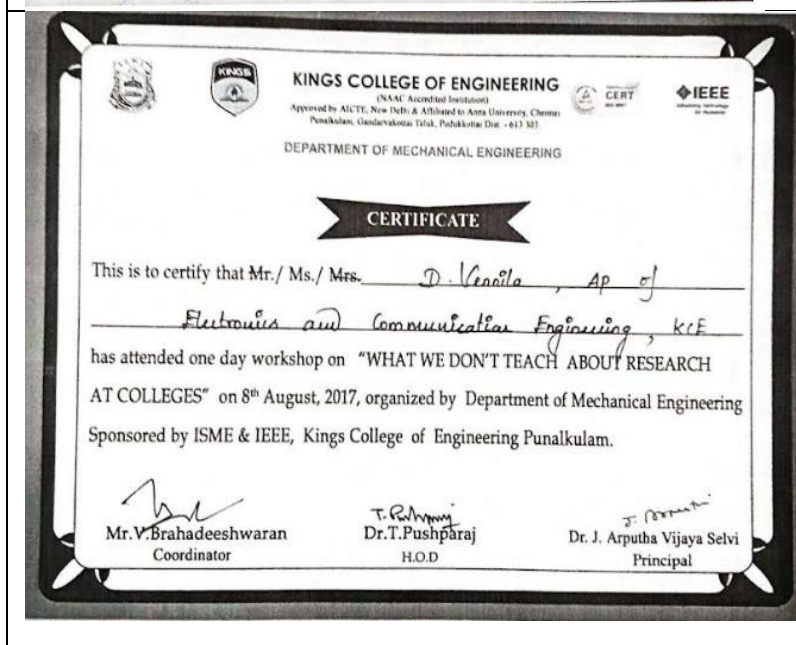 KINGS
KINGS COLLEGE OF ENGINEERING
(NAAC Accredited Institution)
Approved by AICTE, New Delhi & Affiliated to Anna University, Chennai
Punalkulam, Gandarvakottai Taluk, Pudukkottai Dist. - 613 303.
CERT
IEEE
DEPARTMENT OF MECHANICAL ENGINEERING
CERTIFICATE
This is to certify that Mr./ Ms./ Mrs. D. Vennila , AP of
Electronics and Communication Engineering , KCE
has attended one day workshop on "WHAT WE DON'T TEACH ABOUT RESEARCH
AT COLLEGES" on 8th August, 2017, organized by Department of Mechanical Engineering
Sponsored by ISME & IEEE, Kings College of Engineering Punalkulam.
Mr.V.Brahadeeshwaran
Coordinator
Dr.T.Pushparaj
H.O.D
Dr. J. Arputha Vijaya Selvi
Principal